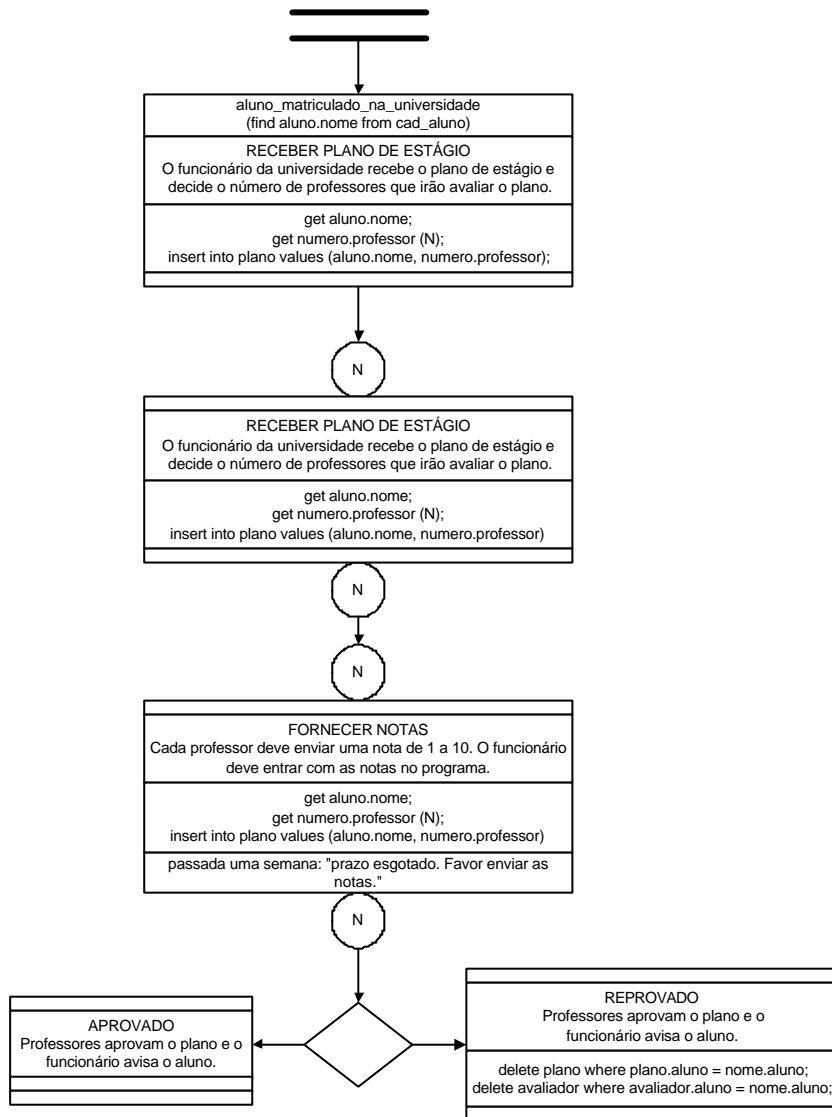 aluno_matriculado_na_universidade
(find aluno.nome from cad_aluno)
RECEBER PLANO DE ESTÁGIO
O funcionário da universidade recebe o plano de estágio e
decide o número de professores que irão avaliar o plano.
get aluno.nome;
get numero.professor (N);
insert into plano values (aluno.nome, numero.professor);
N
RECEBER PLANO DE ESTÁGIO
O funcionário da universidade recebe o plano de estágio e
decide o número de professores que irão avaliar o plano.
get aluno.nome;
get numero.professor (N);
insert into plano values (aluno.nome, numero.professor)
N
N
FORNECER NOTAS
Cada professor deve enviar uma nota de 1 a 10. O funcionário
deve entrar com as notas no programa.
get aluno.nome;
get numero.professor (N);
insert into plano values (aluno.nome, numero.professor)
passada uma semana: "prazo esgotado. Favor enviar as
notas."
N
APROVADO
Professores aprovam o plano e o
funcionário avisa o aluno.
REPROVADO
Professores aprovam o plano e o
funcionário avisa o aluno.
delete plano where plano.aluno = nome.aluno;
delete avaliador where avaliador.aluno = nome.aluno;